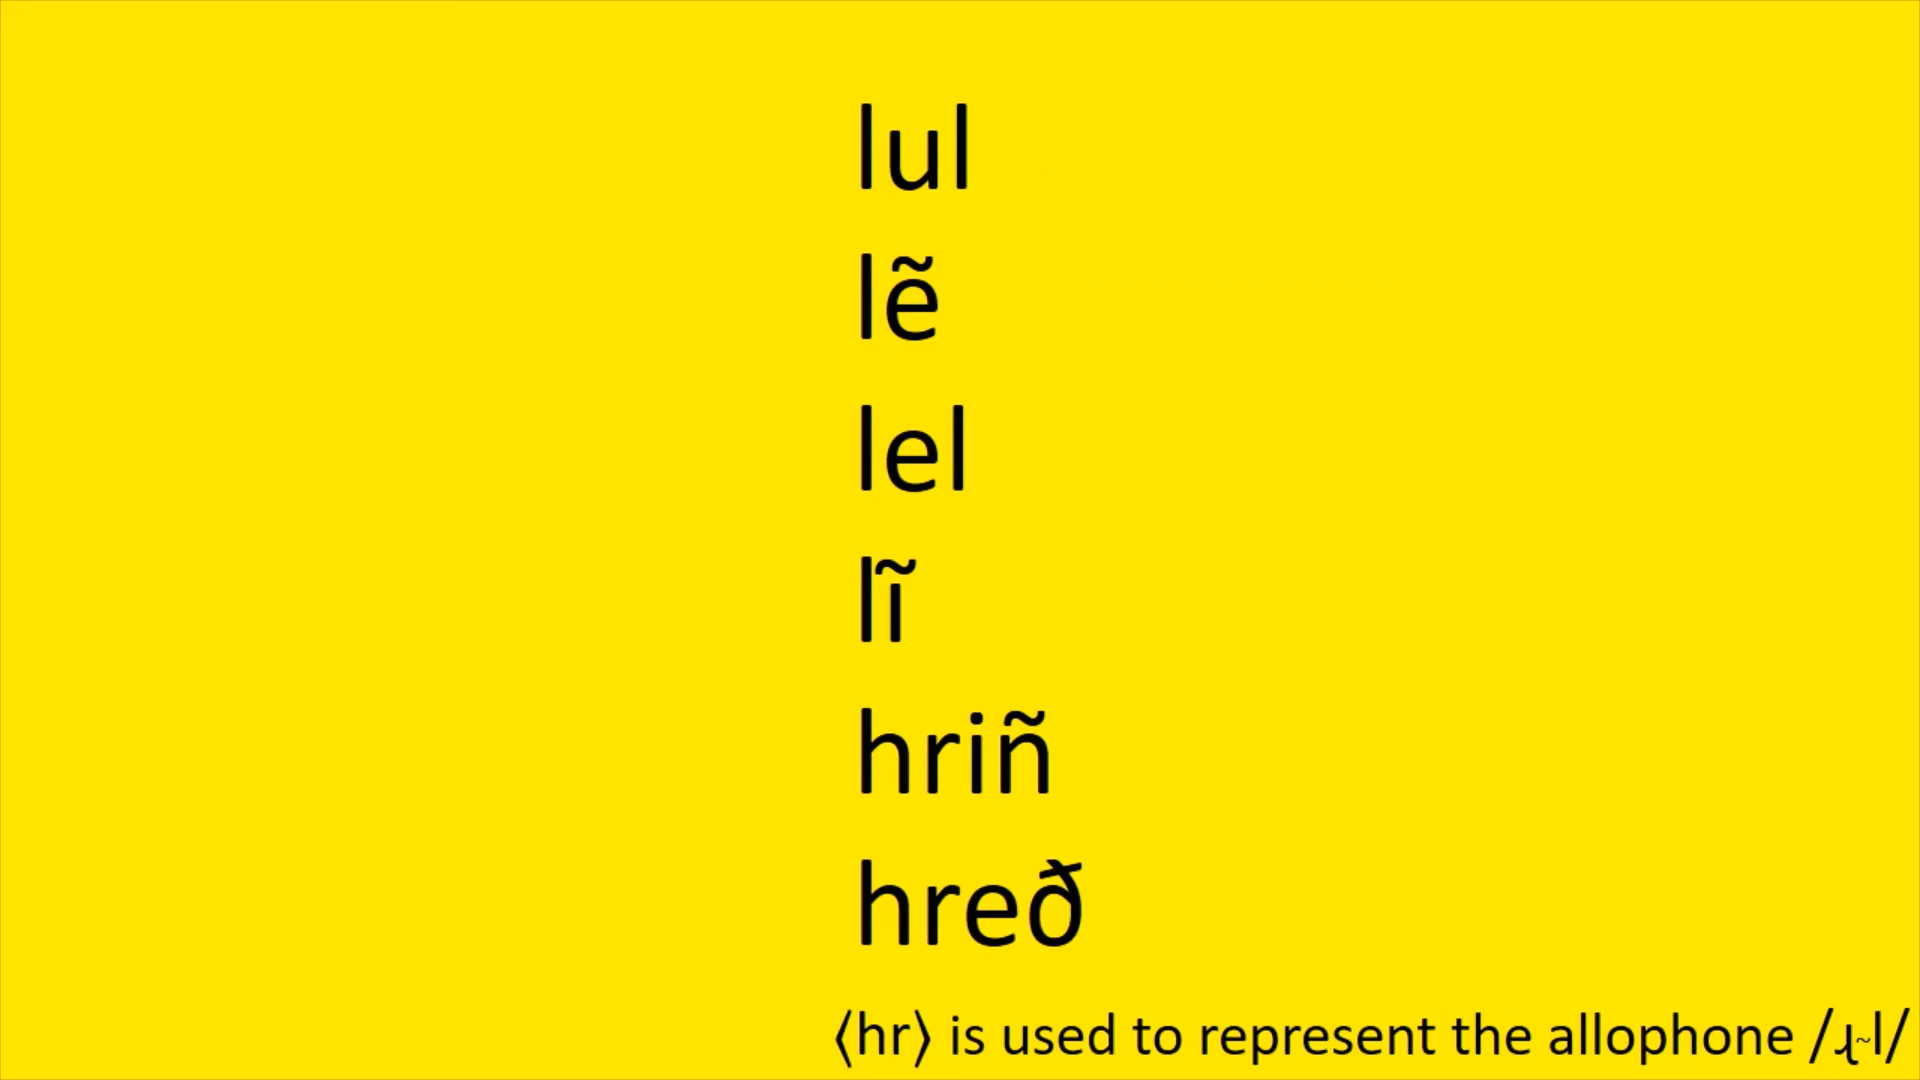 lul
lẽ
lel
lĩ
hriñ
hreð
⟨hr⟩ is used to represent the allophone /ɻ~l/